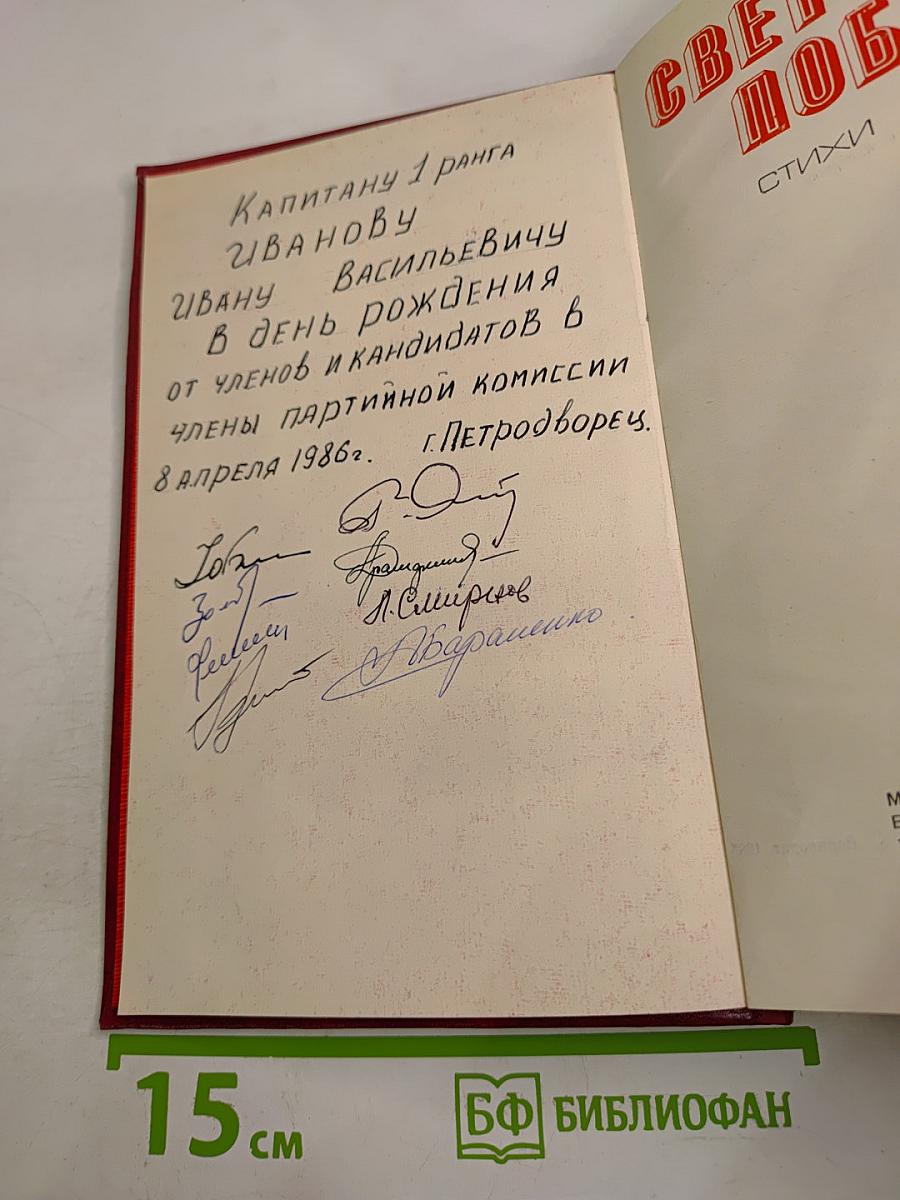 Капитану 1 ранга
Иванову
Ивану Васильевичу
в день рождения
от членов и кандидатов в
члены партийной комиссии
8 апреля 1986г. г. Петродворец.
Л. Смирнов
Бараненко
СВЕТ
ПОБ
СТИХИ
15 см
БФ БИБЛИОФАН